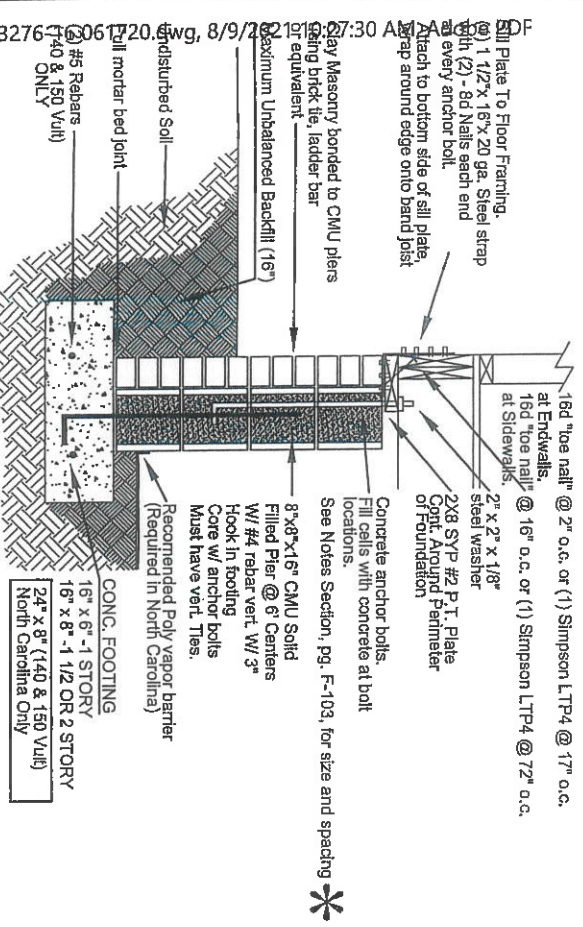 3276-T6 061720.dwg, 8/9/2021 10:27:30 AM, Adobe PDF
Sill Plate To Floor Framing.
1 1/2"x 16"x 20 ga. Steel strap
with (2) - 8d Nails each end
every anchor bolt.
Attach to bottom side of sill plate,
wrap around edge onto band joist
Clay Masonry bonded to CMU piers
using brick tie, ladder bar
equivalent
Maximum Unbalanced Backfill (16")
Undisturbed Soil
Full mortar bed joint
(2) #5 Rebars
(140 & 150 Vult)
ONLY
16d "toe nail" @ 2" o.c. or (1) Simpson LTP4 @ 17" o.c.
at Endwalls.
16d "toe nail" @ 16" o.c. or (1) Simpson LTP4 @ 72" o.c.
at Sidewalls.
2" x 2" x 1/8"
steel washer
2X8 SYP #2 P.T. Plate
Cont. Around Perimeter
of Foundation
Concrete anchor bolts.
Fill cells with concrete at bolt
locations.
See Notes Section, pg. F-103, for size and spacing *
8"x8"x16" CMU Solid
Filled Pier @ 6' Centers
W/ #4 rebar vert. W/ 3"
Hook in footing
Core w/ anchor bolts
Must have vert. Ties.
Recomended Poly vapor barrier
(Required in North Carolina)
CONC. FOOTING
16" x 6" -1 STORY
16" x 8" -1 1/2 OR 2 STORY
24" x 8" (140 & 150 Vult)
North Carolina Only